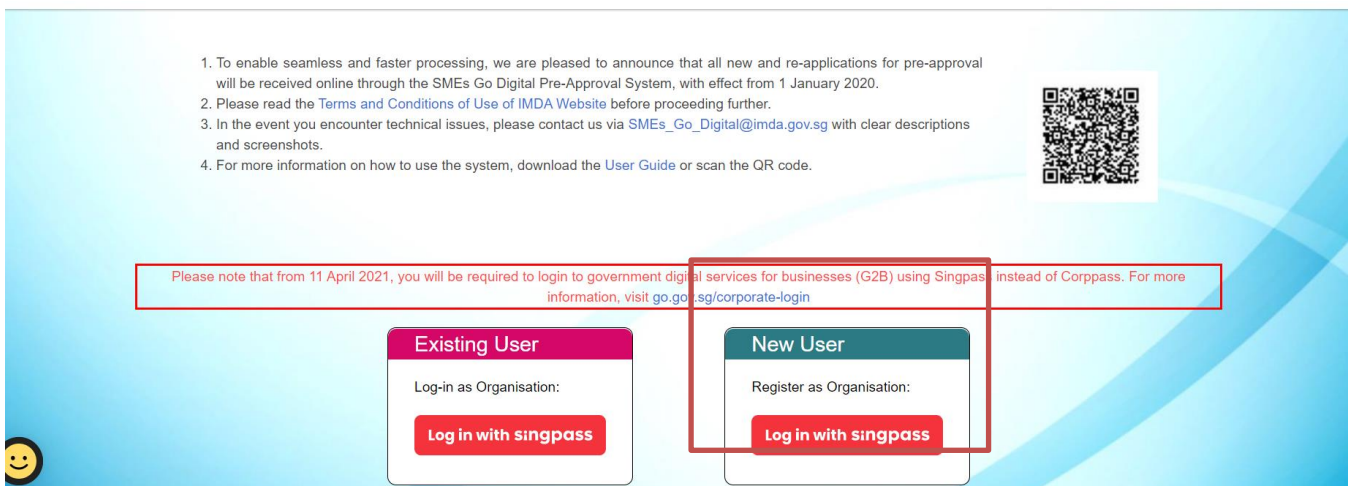 1. To enable seamless and faster processing, we are pleased to announce that all new and re-applications for pre-approval
will be received online through the SMEs Go Digital Pre-Approval System, with effect from 1 January 2020.
2. Please read the Terms and Conditions of Use of IMDA Website before proceeding further.
3. In the event you encounter technical issues, please contact us via SMEs_Go_Digital@imda.gov.sg with clear descriptions
and screenshots.
4. For more information on how to use the system, download the User Guide or scan the QR code.
Please note that from 11 April 2021, you will be required to login to government digital services for businesses (G2B) using Singpass instead of Corppass. For more
information, visit go.gov.sg/corporate-login
Existing User
Log-in as Organisation:
Log in with singpass
New User
Register as Organisation:
Log in with singpass